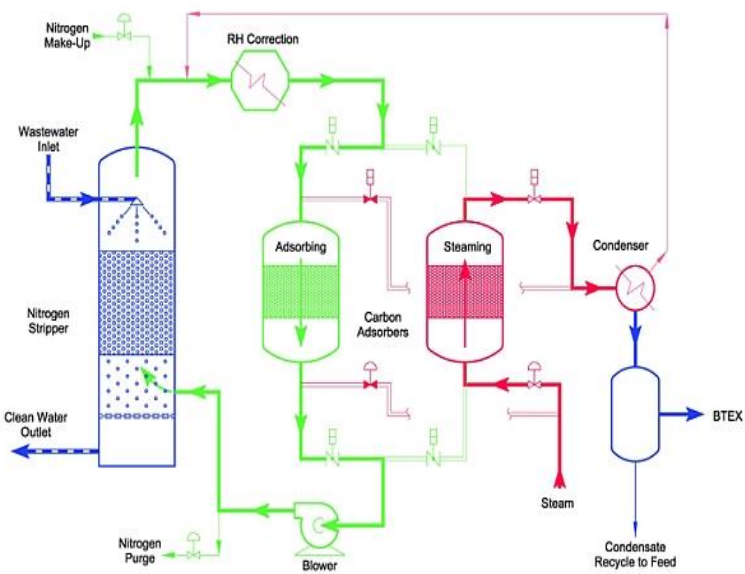 Nitrogen
Make-Up
RH Correction
Wastewater
Inlet
Adsorbing
Steaming
Condenser
Nitrogen
Stripper
Carbon
Adsorbers
Clean Water
Outlet
BTEX
Steam
Nitrogen
Purge
Blower
Condensate
Recycle to Feed